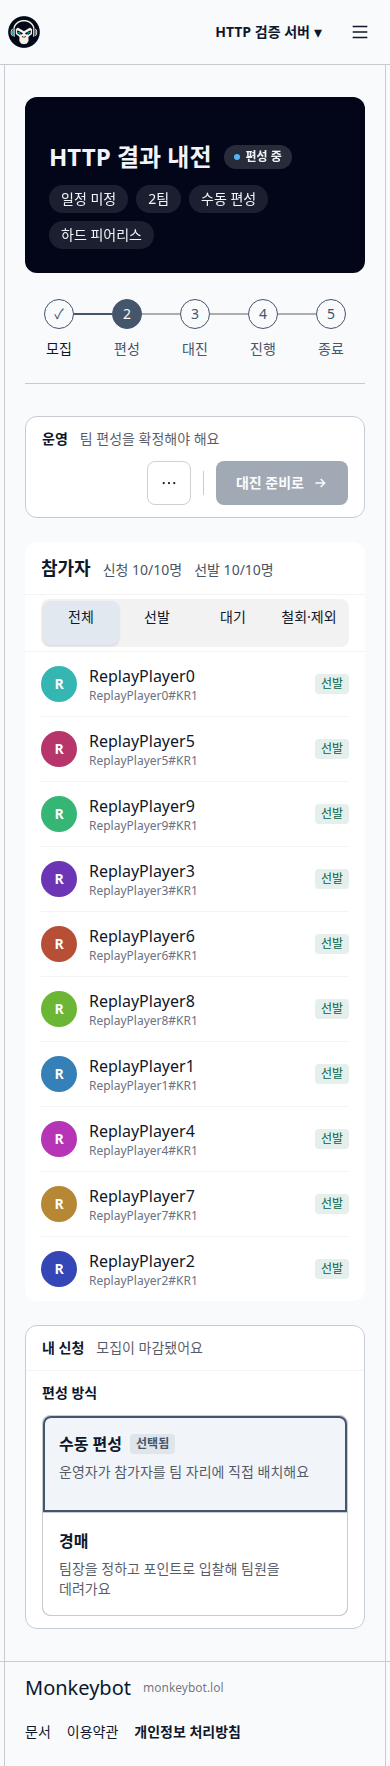 HTTP 검증 서버 ▾
HTTP 결과 내전 편성 중
일정 미정 2팀 수동 편성
하드 피어리스
✓ 2 3 4 5
모집 편성 대진 진행 종료
운영 팀 편성을 확정해야 해요
… 대진 준비로 →
참가자 신청 10/10명 선발 10/10명
전체 선발 대기 철회·제외
R ReplayPlayer0 선발
ReplayPlayer0#KR1
R ReplayPlayer5 선발
ReplayPlayer5#KR1
R ReplayPlayer9 선발
ReplayPlayer9#KR1
R ReplayPlayer3 선발
ReplayPlayer3#KR1
R ReplayPlayer6 선발
ReplayPlayer6#KR1
R ReplayPlayer8 선발
ReplayPlayer8#KR1
R ReplayPlayer1 선발
ReplayPlayer1#KR1
R ReplayPlayer4 선발
ReplayPlayer4#KR1
R ReplayPlayer7 선발
ReplayPlayer7#KR1
R ReplayPlayer2 선발
ReplayPlayer2#KR1
내 신청 모집이 마감됐어요
편성 방식
수동 편성 선택됨
운영자가 참가자를 팀 자리에 직접 배치해요
경매
팀장을 정하고 포인트로 입찰해 팀원을
데려가요
Monkeybot monkeybot.lol
문서 이용약관 개인정보 처리방침